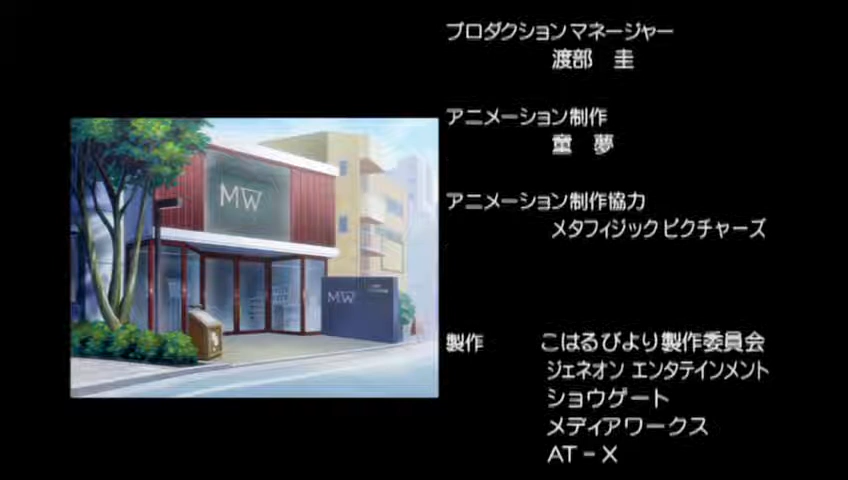 プロダクションマネージャー
渡部　圭
アニメーション制作
童　夢
アニメーション制作協力
メタフィジックピクチャーズ
製作　こはるびより製作委員会
ジェネオン エンタテインメント
ショウゲート
メディアワークス
AT-X
MW
MW